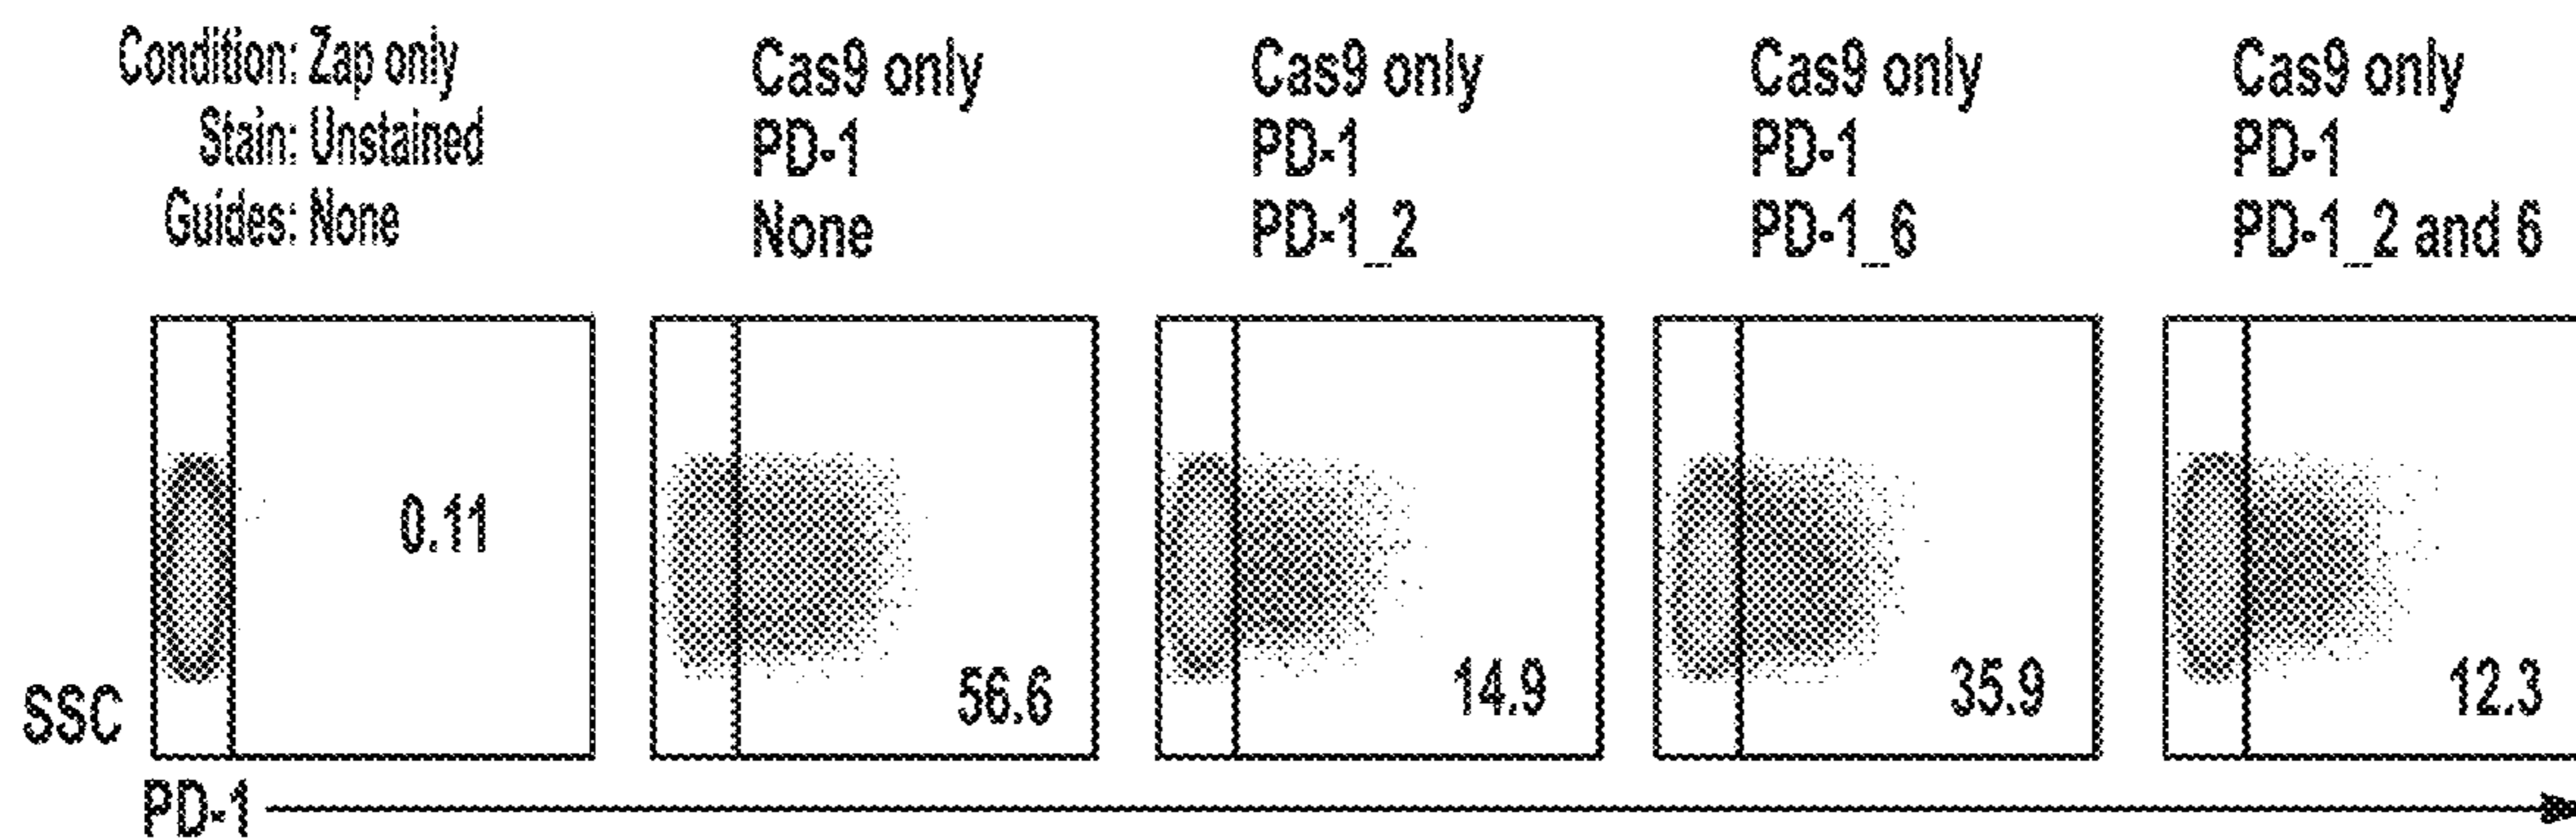 Condition: Zap only
Stain: Unstained
Guides: None
Cas9 only
PD-1
None
Cas9 only
PD-1
PD-1_2
Cas9 only
PD-1
PD-1_6
Cas9 only
PD-1
PD-1_2 and 6
0.11
56.6
14.9
35.9
12.3
SSC
PD-1